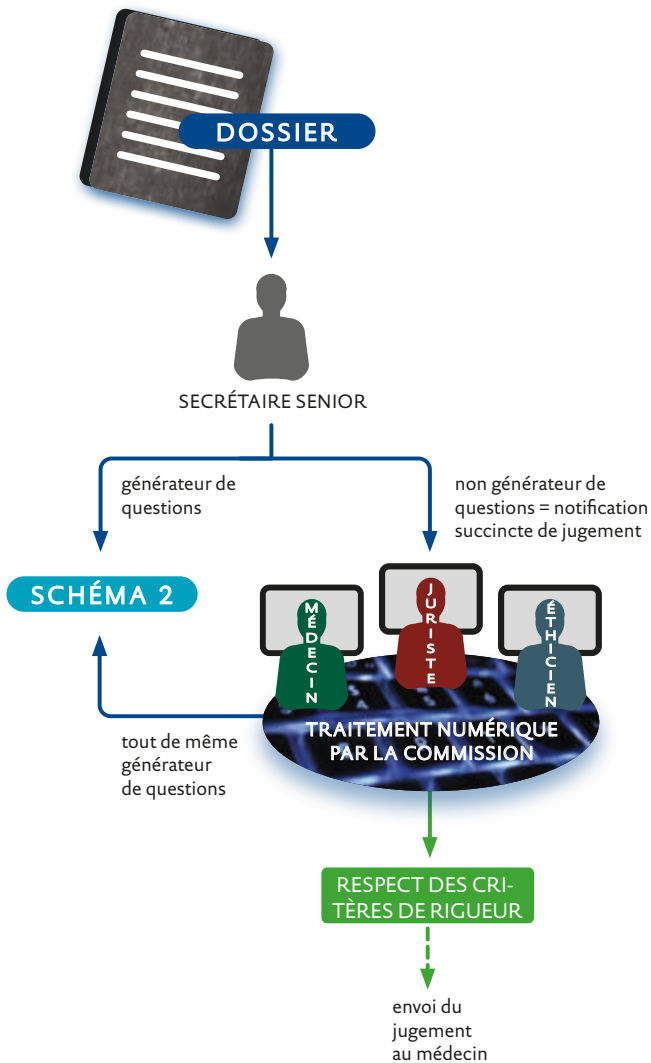 DOSSIER
SECRÉTAIRE SENIOR
générateur de
questions
non générateur de
questions = notification
succincte de jugement
SCHÉMA 2
MÉDECIN
JURISTE
ÉTHICIEN
TRAITEMENT NUMÉRIQUE
PAR LA COMMISSION
tout de même
générateur
de questions
RESPECT DES CRI-
TÈRES DE RIGUEUR
envoi du
jugement
au médecin